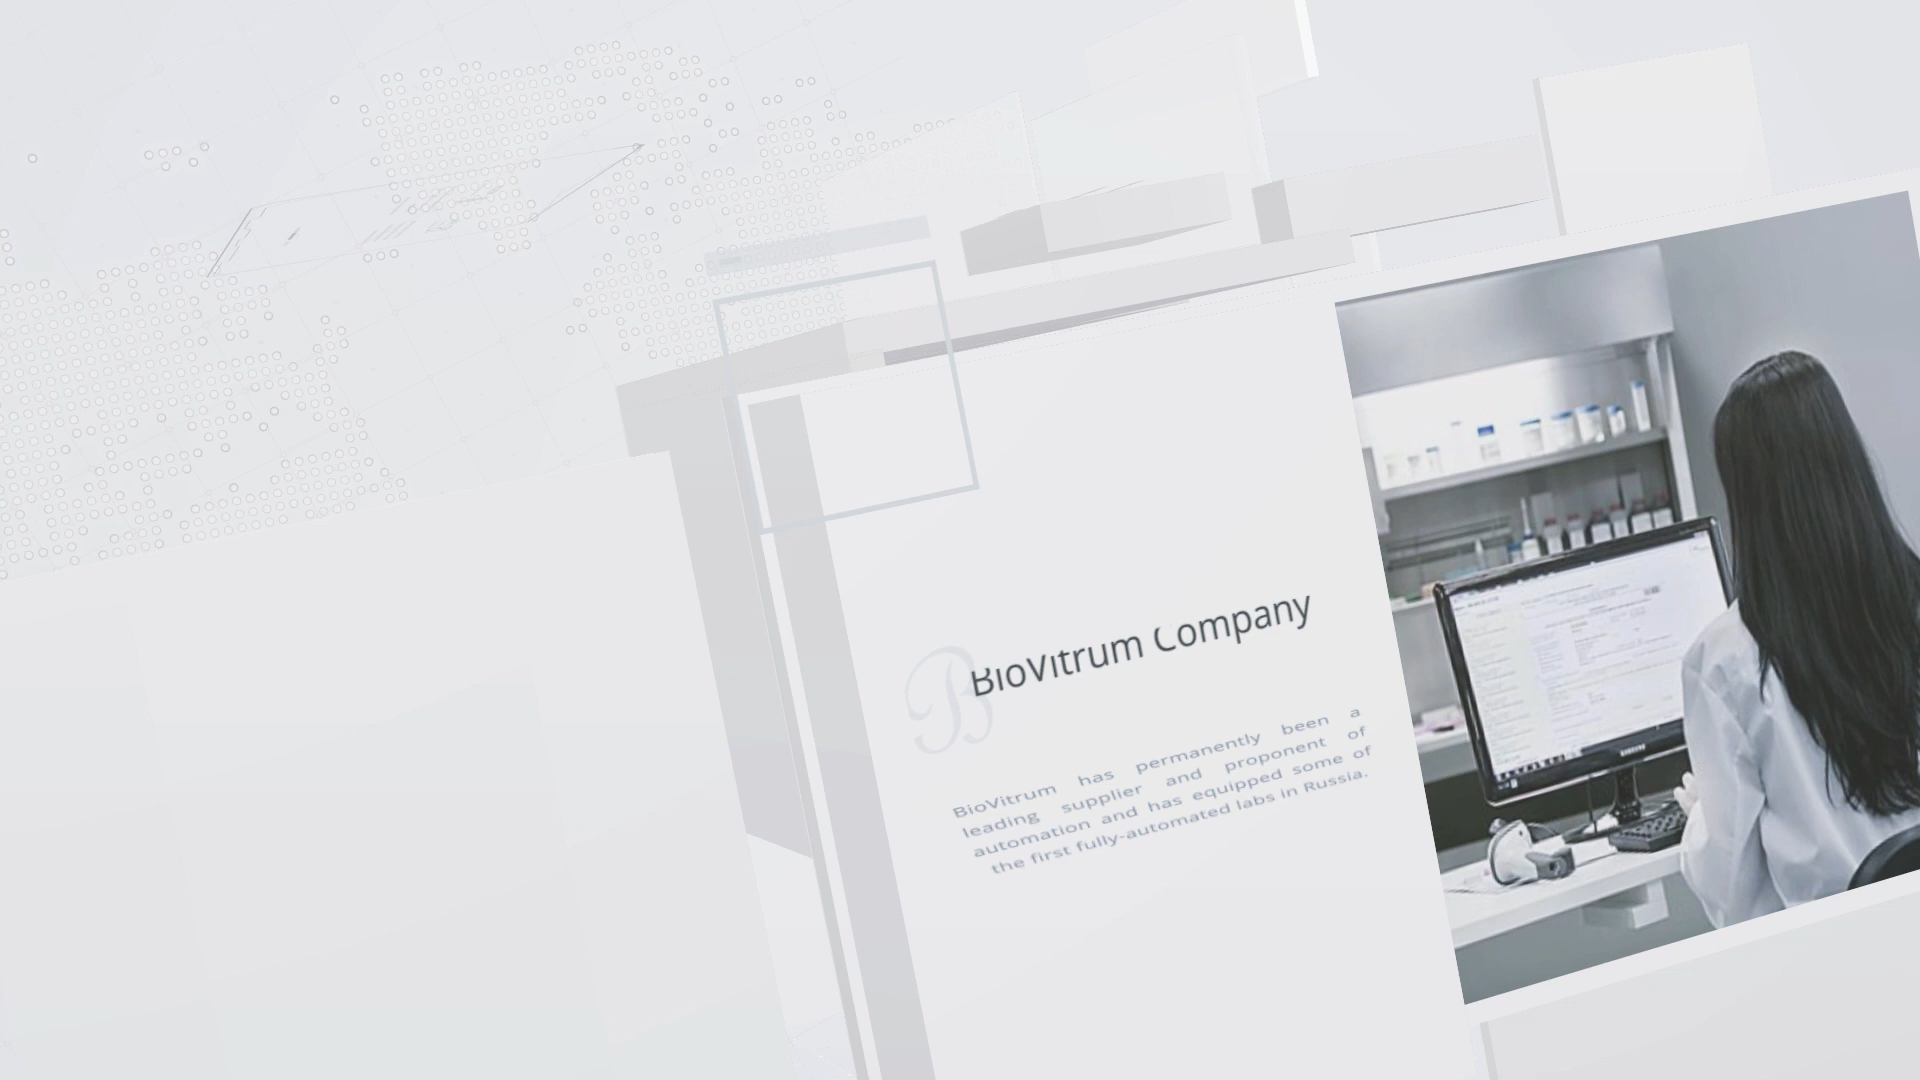 BioVitrum Company
BioVitrum has permanently been a
leading supplier and proponent of
automation and has equipped some of
the first fully-automated labs in Russia.